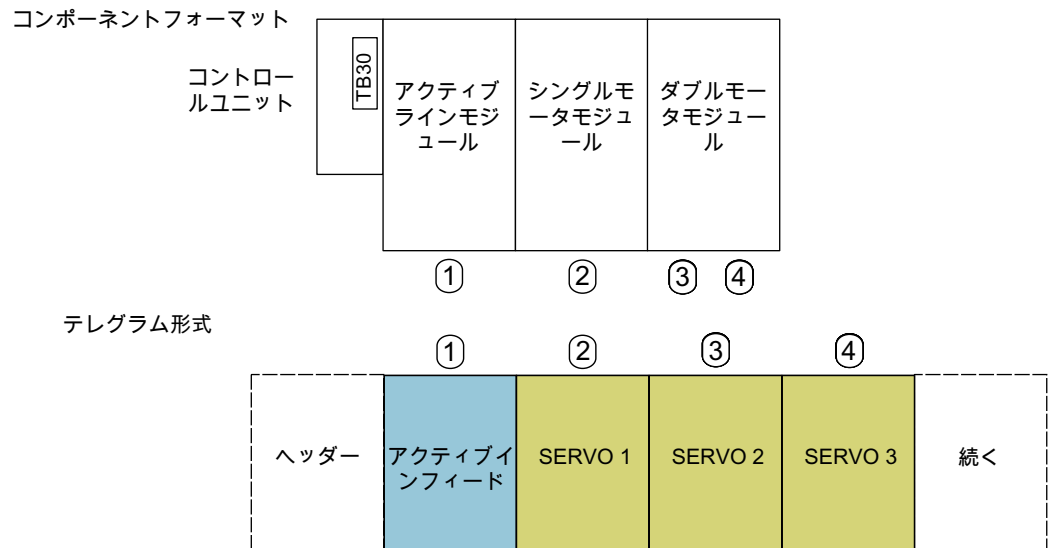 コンポーネントフォーマット
コントロー
ルユニット
TB30
アクティブ
ラインモジ
ュール
シングルモ
ータモジュ
ール
ダブルモー
タモジュー
ル
1
2
3
4
テレグラム形式
1
2
3
4
ヘッダー
アクティブイ
ンフィード
SERVO 1
SERVO 2
SERVO 3
続く